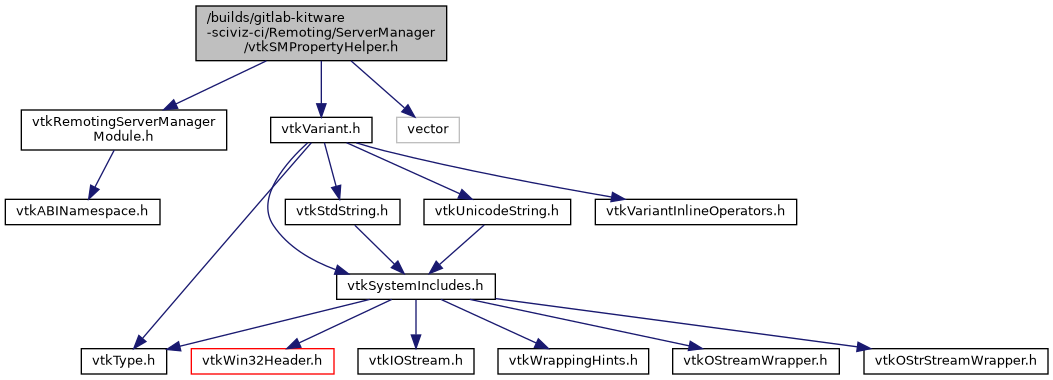 /builds/gitlab-kitware
-sciviz-ci/Remoting/ServerManager
/vtkSMPropertyHelper.h
vtkRemotingServerManager
Module.h
vtkVariant.h
vector
vtkABINamespace.h
vtkStdString.h
vtkUnicodeString.h
vtkVariantInlineOperators.h
vtkSystemIncludes.h
vtkType.h
vtkWin32Header.h
vtkIOStream.h
vtkWrappingHints.h
vtkOStreamWrapper.h
vtkOStrStreamWrapper.h